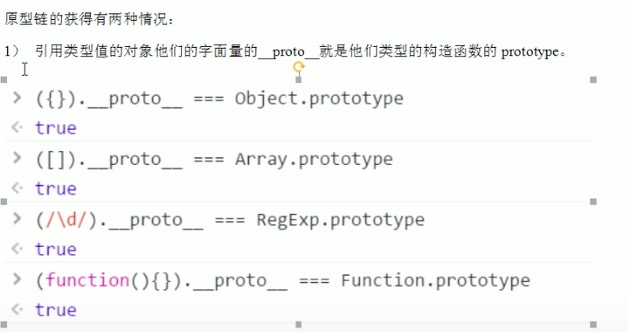 原型链的获得有两种情况：
1） 引用类型值的对象他们的字面量的__proto__就是他们类型的构造函数的 prototype。
> ({}).__proto__ === Object.prototype
<· true
> ([]).__proto__ === Array.prototype
<· true
> (/\d/).__proto__ === RegExp.prototype
<· true
> (function(){}).__proto__ === Function.prototype
<· true